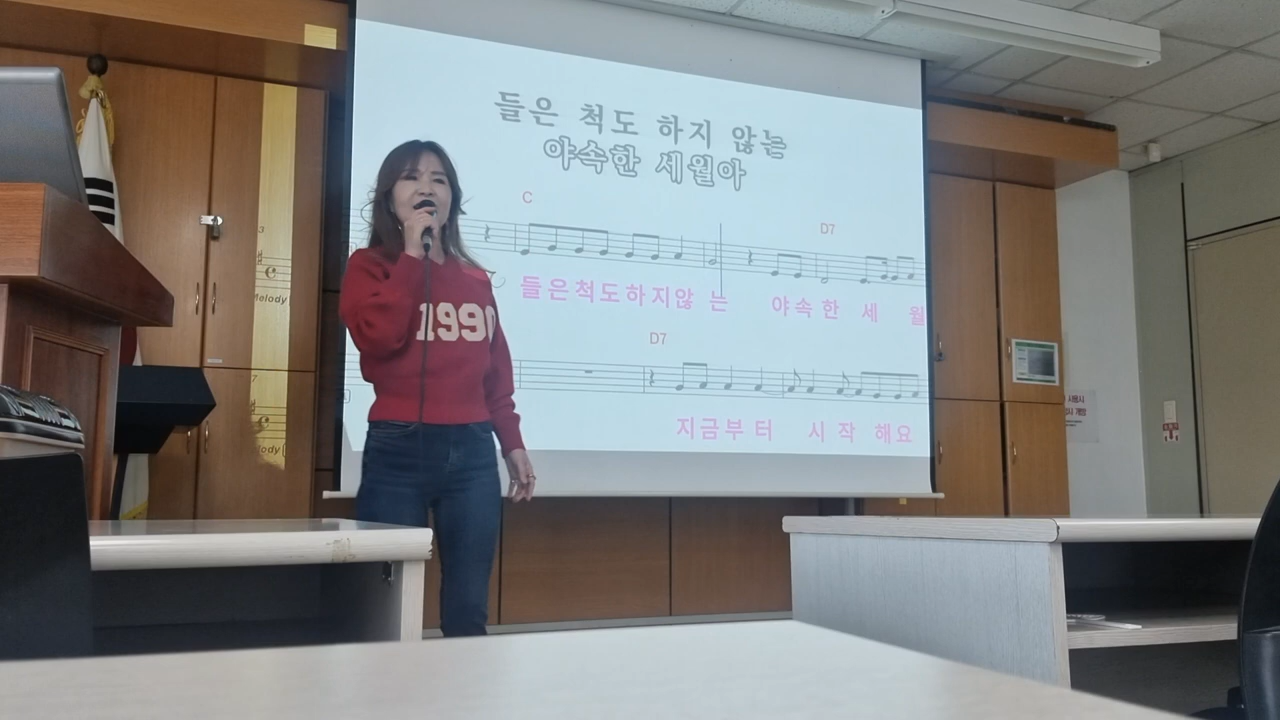 들은 척도 하지 않는
야속한 세월아
C
D7
들은척도하지않 는 야속한 세 월
D7
지금부터 시작 해요
1990
3
Melody
7